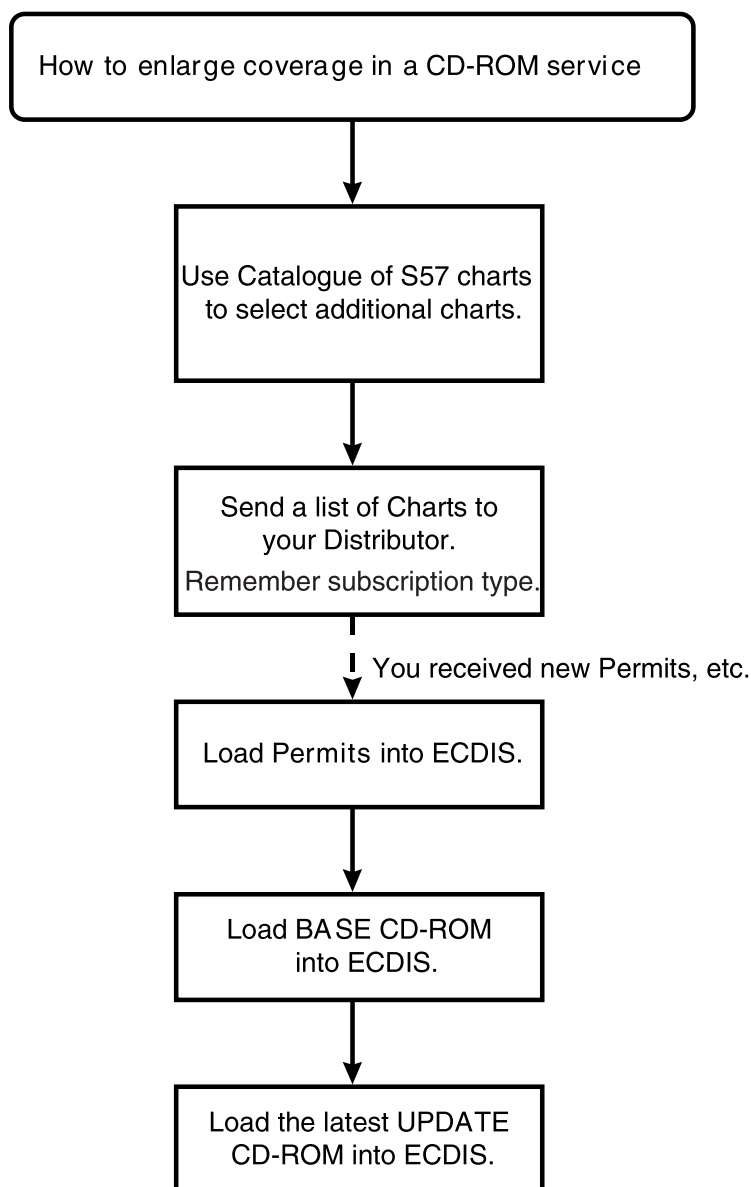 How to enlarge coverage in a CD-ROM service
Use Catalogue of S57 charts
to select additional charts.
Send a list of Charts to
your Distributor.
Remember subscription type.
You received new Permits, etc.
Load Permits into ECDIS.
Load BASE CD-ROM
into ECDIS.
Load the latest UPDATE
CD-ROM into ECDIS.